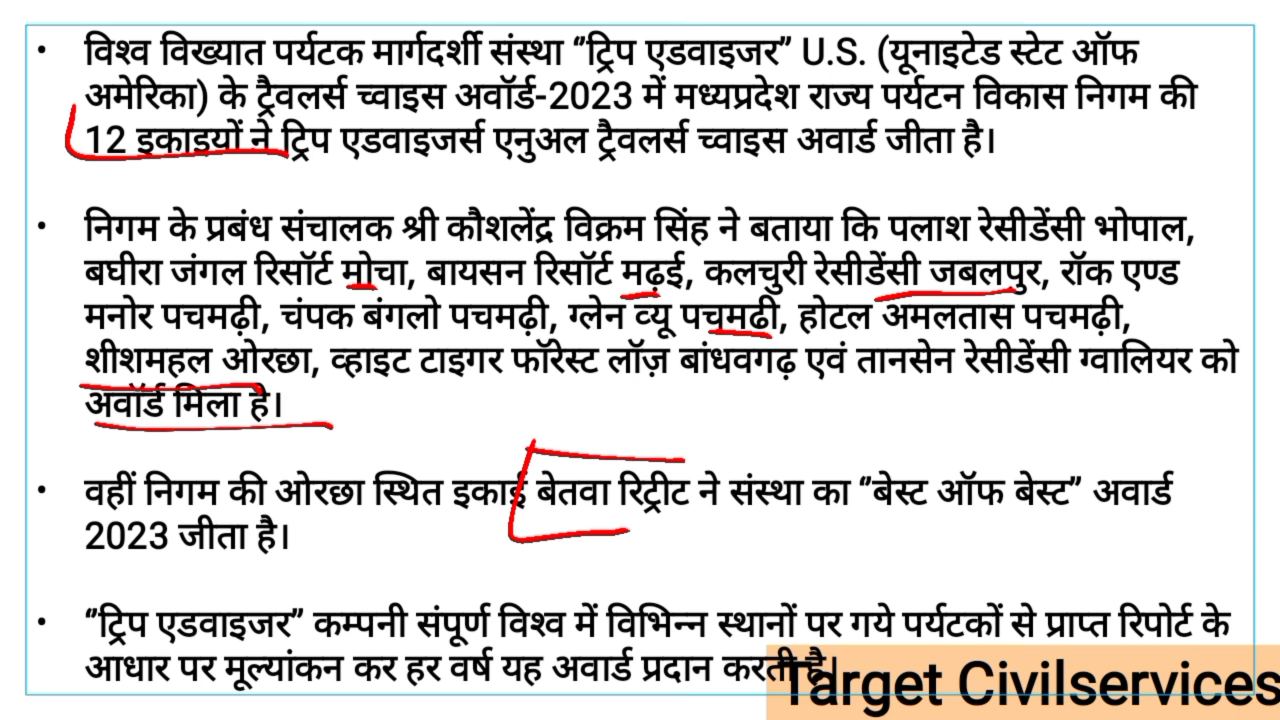 • विश्व विख्यात पर्यटक मार्गदर्शी संस्था “ट्रिप एडवाइजर” U.S. (यूनाइटेड स्टेट ऑफ
अमेरिका) के ट्रैवलर्स च्वाइस अवॉर्ड-2023 में मध्यप्रदेश राज्य पर्यटन विकास निगम की
12 इकाइयों ने ट्रिप एडवाइजर्स एनुअल ट्रैवलर्स च्वाइस अवार्ड जीता है।
• निगम के प्रबंध संचालक श्री कौशलेंद्र विक्रम सिंह ने बताया कि पलाश रेसीडेंसी भोपाल,
बघीरा जंगल रिसॉर्ट मोचा, बायसन रिसॉर्ट मढ़ई, कलचुरी रेसीडेंसी जबलपुर, रॉक एण्ड
मनोर पचमढ़ी, चंपक बंगलो पचमढ़ी, ग्लेन व्यू पचमढी, होटल अमलतास पचमढ़ी,
शीशमहल ओरछा, व्हाइट टाइगर फॉरेस्ट लॉज़ बांधवगढ़ एवं तानसेन रेसीडेंसी ग्वालियर को
अवॉर्ड मिला है।
• वहीं निगम की ओरछा स्थित इकाई बेतवा रिट्रीट ने संस्था का “बेस्ट ऑफ बेस्ट” अवार्ड
2023 जीता है।
• “ट्रिप एडवाइजर” कम्पनी संपूर्ण विश्व में विभिन्न स्थानों पर गये पर्यटकों से प्राप्त रिपोर्ट के
आधार पर मूल्यांकन कर हर वर्ष यह अवार्ड प्रदान करती है।
Target Civilservices